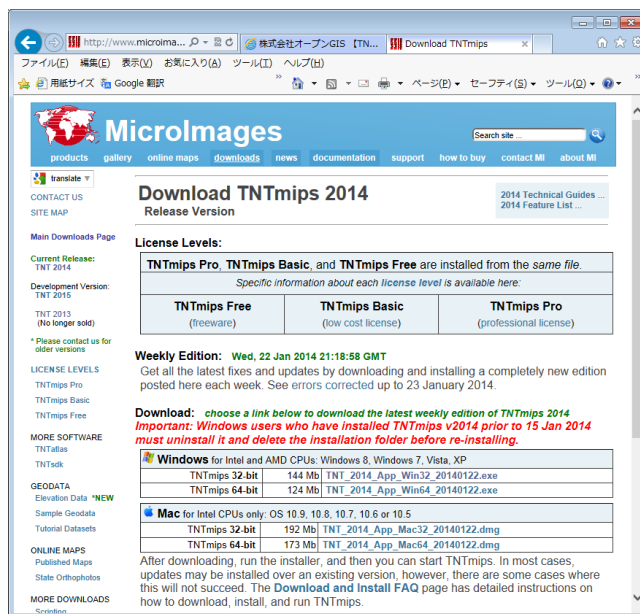 http://www.microima...
株式会社オープンGIS 【TN...
Download TNTmips
ファイル(F) 編集(E) 表示(V) お気に入り(A) ツール(T) ヘルプ(H)
用紙サイズ Google 翻訳
ページ(P) セーフティ(S) ツール(O)
MicroImages
Search site ...
products gallery online maps downloads news documentation support how to buy contact MI about MI
translate
CONTACT US
SITE MAP
Main Downloads Page
Current Release:
TNT 2014
Development Version:
TNT 2015
TNT 2013
(No longer sold)
* Please contact us for
older versions
LICENSE LEVELS
TNTmips Pro
TNTmips Basic
TNTmips Free
MORE SOFTWARE
TNTatlas
TNTsdk
GEODATA
Elevation Data *NEW
Sample Geodata
Tutorial Datasets
ONLINE MAPS
Published Maps
State Orthophotos
MORE DOWNLOADS
Scripting
Download TNTmips 2014
Release Version
2014 Technical Guides ...
2014 Feature List ...
License Levels:
TNTmips Pro, TNTmips Basic, and TNTmips Free are installed from the same file.
Specific information about each license level is available here:
TNTmips Free TNTmips Basic TNTmips Pro
(freeware) (low cost license) (professional license)
Weekly Edition: Wed, 22 Jan 2014 21:18:58 GMT
Get all the latest fixes and updates by downloading and installing a completely new edition
posted here each week. See errors corrected up to 23 January 2014.
Download: choose a link below to download the latest weekly edition of TNTmips 2014
Important: Windows users who have installed TNTmips v2014 prior to 15 Jan 2014
must uninstall it and delete the installation folder before re-installing.
Windows for Intel and AMD CPUs: Windows 8, Windows 7, Vista, XP
TNTmips 32-bit 144 Mb TNT_2014_App_Win32_20140122.exe
TNTmips 64-bit 124 Mb TNT_2014_App_Win64_20140122.exe
Mac for Intel CPUs only: OS 10.9, 10.8, 10.7, 10.6 or 10.5
TNTmips 32-bit 192 Mb TNT_2014_App_Mac32_20140122.dmg
TNTmips 64-bit 173 Mb TNT_2014_App_Mac64_20140122.dmg
After downloading, run the installer, and then you can start TNTmips. In most cases,
updates may be installed over an existing version, however, there are some cases where
this will not succeed. The Download and Install FAQ page has detailed instructions on
how to download, install, and run TNTmips.